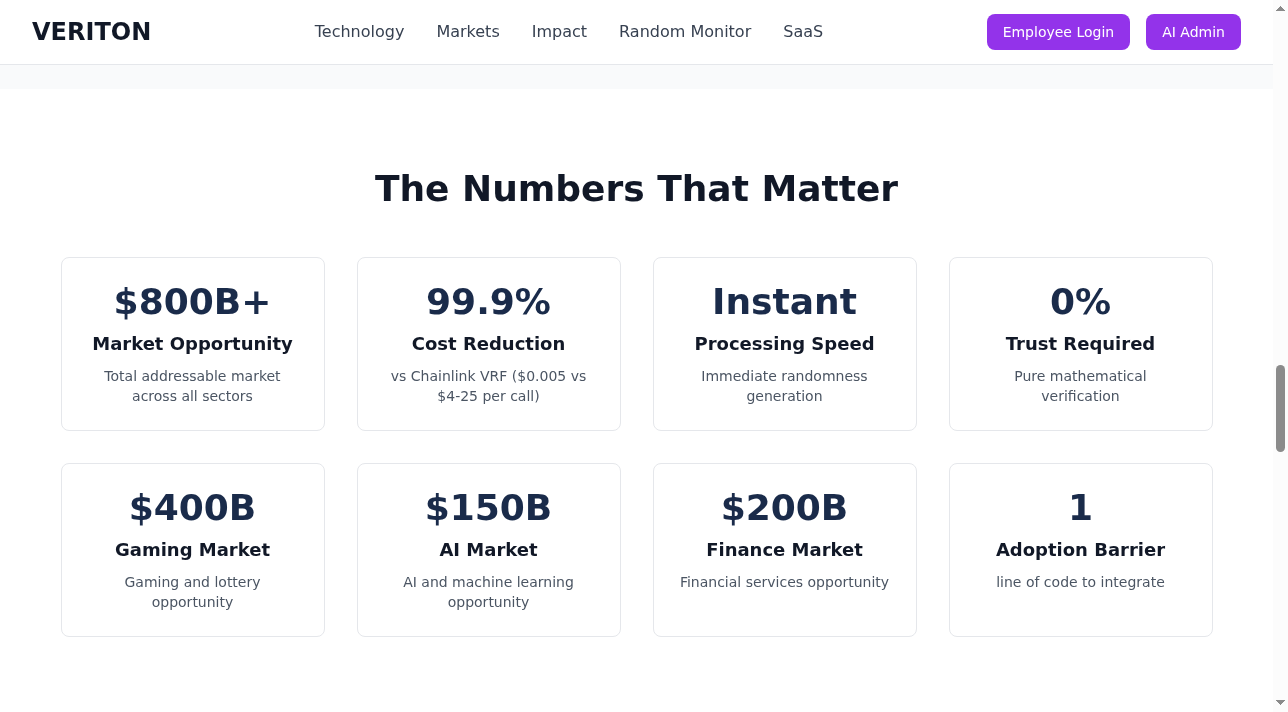 VERITON
Technology
Markets
Impact
Random Monitor
SaaS
Employee Login
AI Admin
The Numbers That Matter
$800B+
Market Opportunity
Total addressable market
across all sectors
99.9%
Cost Reduction
vs Chainlink VRF ($0.005 vs
$4-25 per call)
Instant
Processing Speed
Immediate randomness
generation
0%
Trust Required
Pure mathematical
verification
$400B
Gaming Market
Gaming and lottery
opportunity
$150B
AI Market
AI and machine learning
opportunity
$200B
Finance Market
Financial services opportunity
1
Adoption Barrier
line of code to integrate